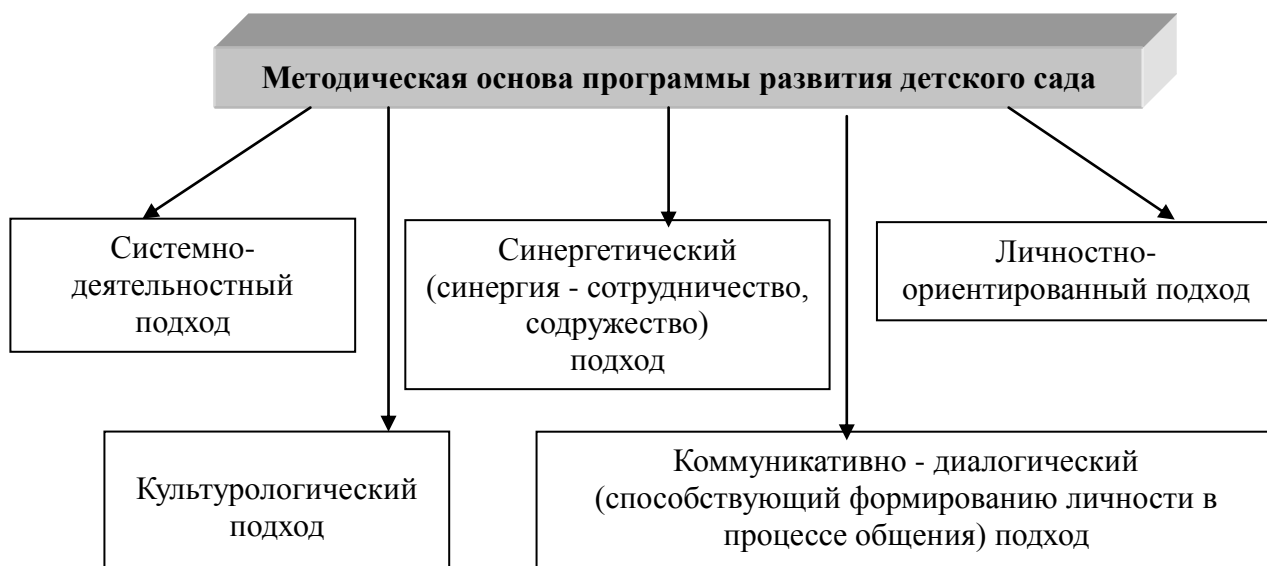 Методическая основа программы развития детского сада
Системно-
деятельностный
подход
Синергетический
(синергия - сотрудничество,
содружество)
подход
Личностно-
ориентированный подход
Культурологический
подход
Коммуникативно - диалогический
(способствующий формированию личности в
процессе общения) подход